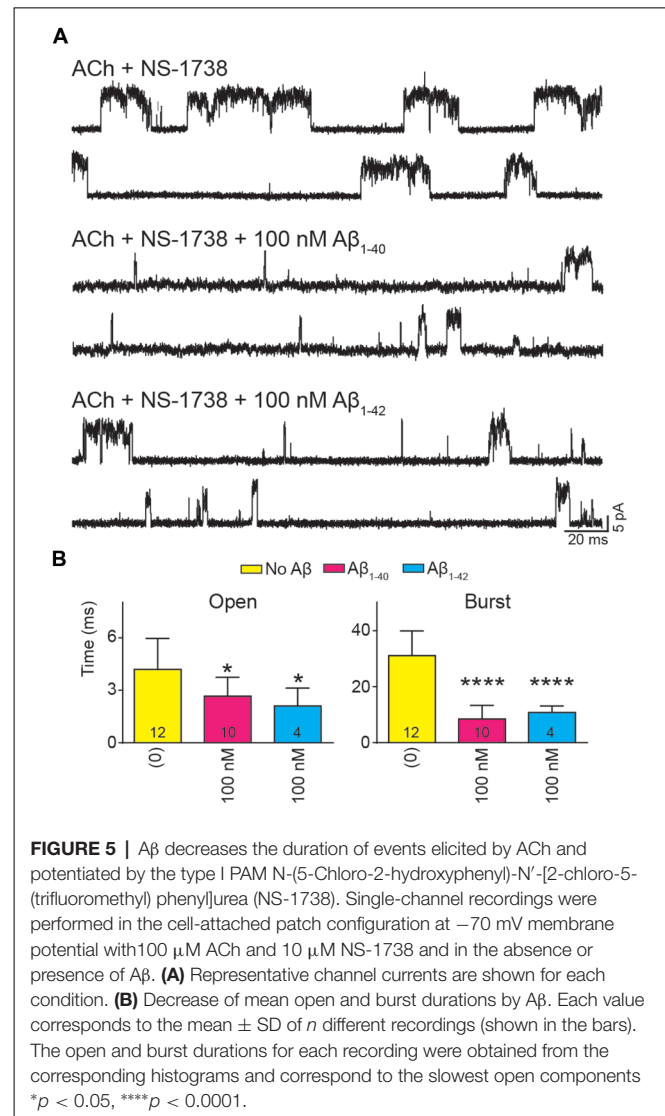 A
ACh + NS-1738
ACh + NS-1738 + 100 nM Aβ1-40
ACh + NS-1738 + 100 nM Aβ1-42
5 pA
20 ms
B
No Aβ Aβ1-40 Aβ1-42
Open
Time (ms)
6
3
0
*
*
12
10
4
(0)
100 nM
100 nM
Burst
40
20
0
****
****
12
10
4
(0)
100 nM
100 nM
FIGURE 5 | Aβ decreases the duration of events elicited by ACh and
potentiated by the type I PAM N-(5-Chloro-2-hydroxyphenyl)-N′-[2-chloro-5-
(trifluoromethyl) phenyl]urea (NS-1738). Single-channel recordings were
performed in the cell-attached patch configuration at −70 mV membrane
potential with100 μM ACh and 10 μM NS-1738 and in the absence or
presence of Aβ. (A) Representative channel currents are shown for each
condition. (B) Decrease of mean open and burst durations by Aβ. Each value
corresponds to the mean ± SD of n different recordings (shown in the bars).
The open and burst durations for each recording were obtained from the
corresponding histograms and correspond to the slowest open components
*p < 0.05, ****p < 0.0001.